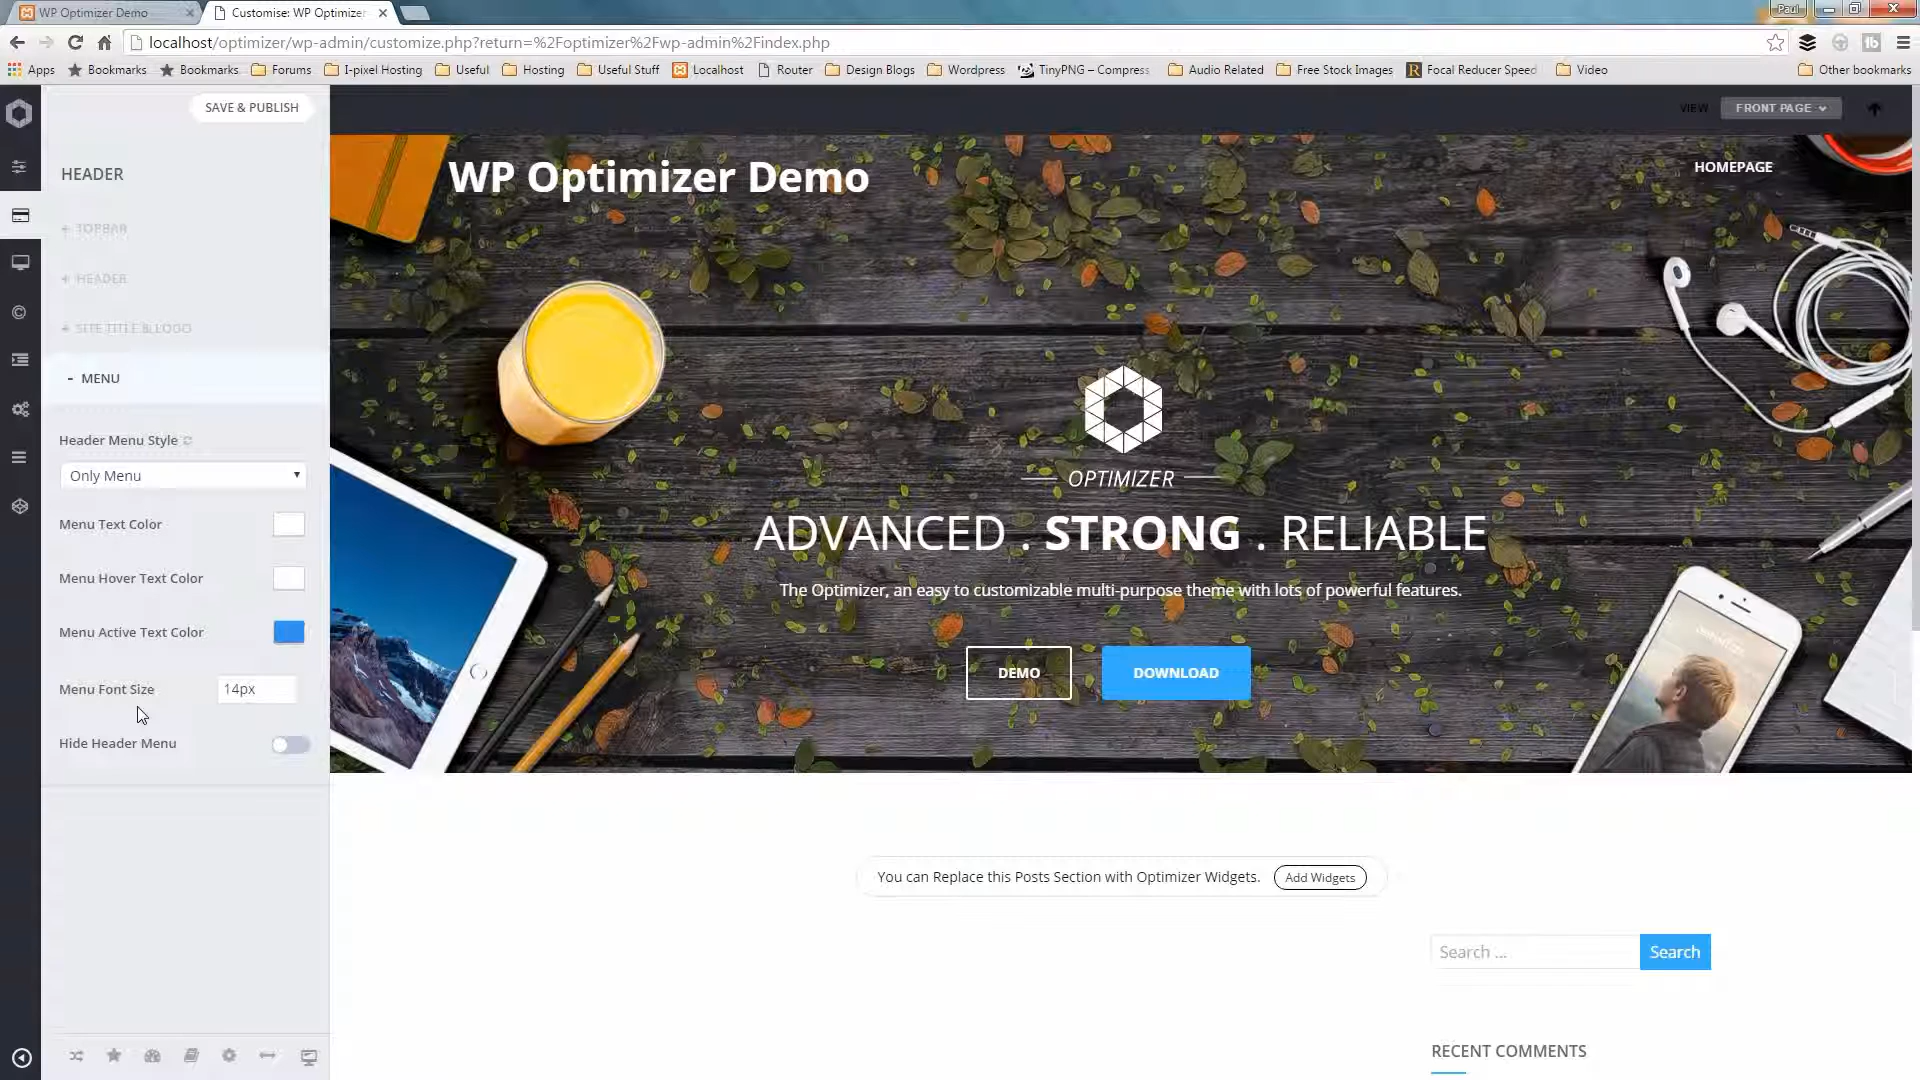 WP Optimizer Demo
Customise: WP Optimizer
Paul
localhost/optimizer/wp-admin/customize.php?return=%2Foptimizer%2Fwp-admin%2Findex.php
Apps Bookmarks Bookmarks Forums I-pixel Hosting Useful Hosting Useful Stuff Localhost Router Design Blogs Wordpress TinyPNG – Compress Audio Related Free Stock Images Focal Reducer Speed Video Other bookmarks
SAVE & PUBLISH
VIEW FRONT PAGE
HEADER
+ TOPBAR
+ HEADER
+ SITE TITLE & LOGO
- MENU
Header Menu Style
Only Menu
Menu Text Color
Menu Hover Text Color
Menu Active Text Color
Menu Font Size 14px
Hide Header Menu
WP Optimizer Demo
HOMEPAGE
OPTIMIZER
ADVANCED . STRONG . RELIABLE
The Optimizer, an easy to customizable multi-purpose theme with lots of powerful features.
DEMO DOWNLOAD
You can Replace this Posts Section with Optimizer Widgets. Add Widgets
Search ... Search
RECENT COMMENTS